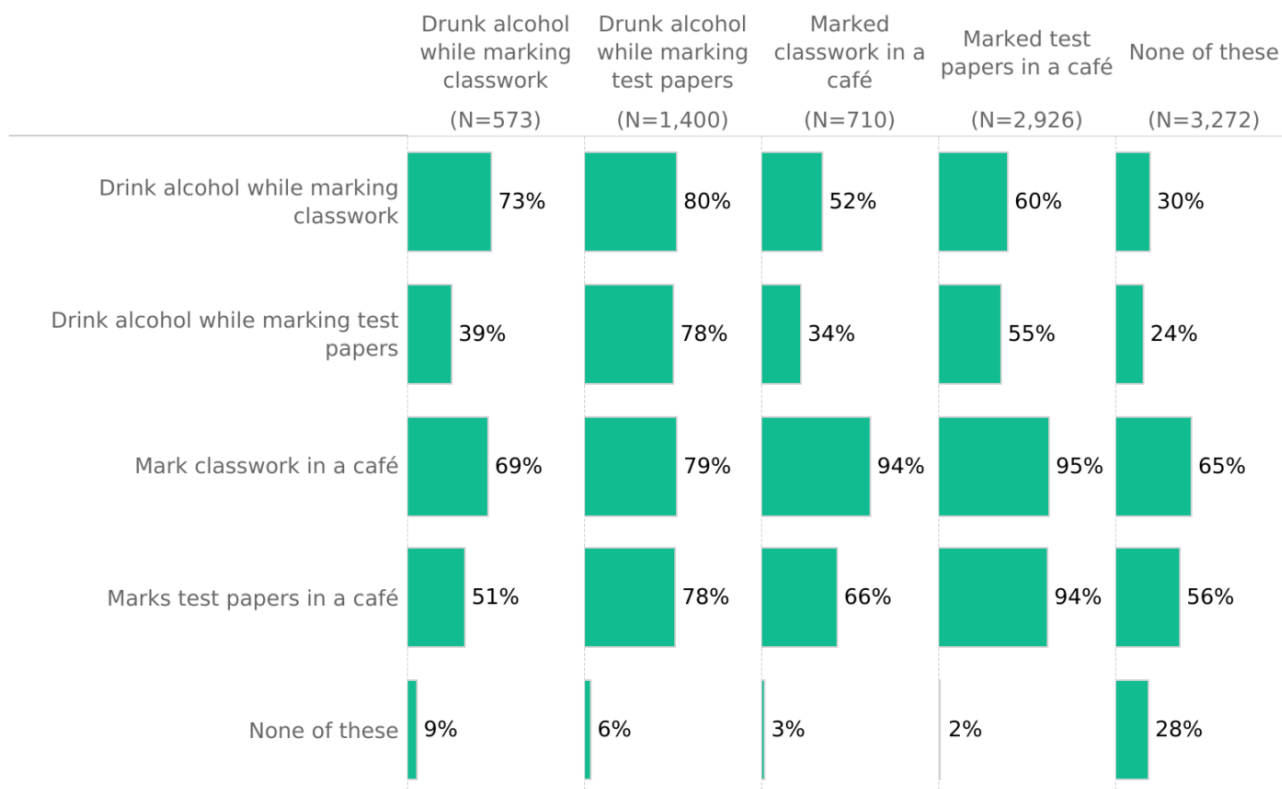 Drunk alcohol
while marking
classwork
(N=573)
Drunk alcohol
while marking
test papers
(N=1,400)
Marked
classwork in a
café
(N=710)
Marked test
papers in a café
(N=2,926)
None of these
(N=3,272)
Drink alcohol while marking
classwork
73%
80%
52%
60%
30%
Drink alcohol while marking test
papers
39%
78%
34%
55%
24%
Mark classwork in a café
69%
79%
94%
95%
65%
Marks test papers in a café
51%
78%
66%
94%
56%
None of these
9%
6%
3%
2%
28%